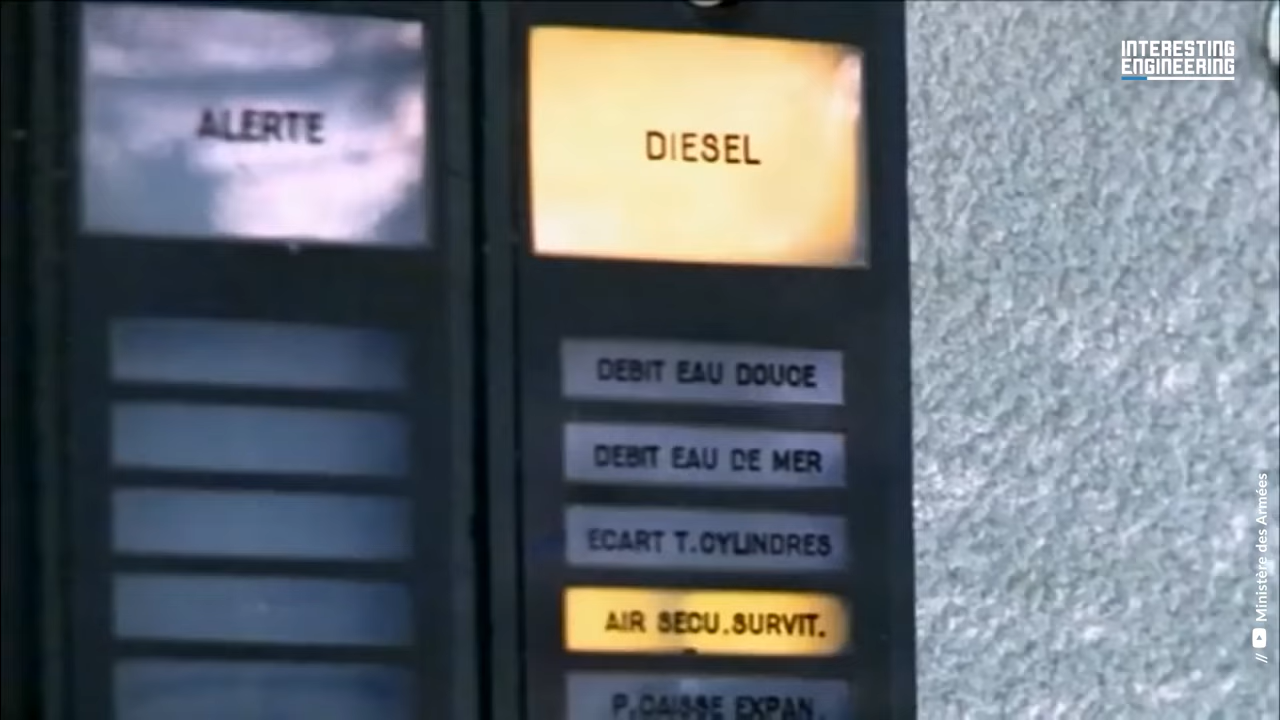 ALERTE
DIESEL
DEBIT EAU DOUCE
DEBIT EAU DE MER
ECART T.CYLINDRES
AIR SECU.SURVIT.
P.CAISSE EXPAN.
INTERESTING
ENGINEERING
// Ministère des Armées